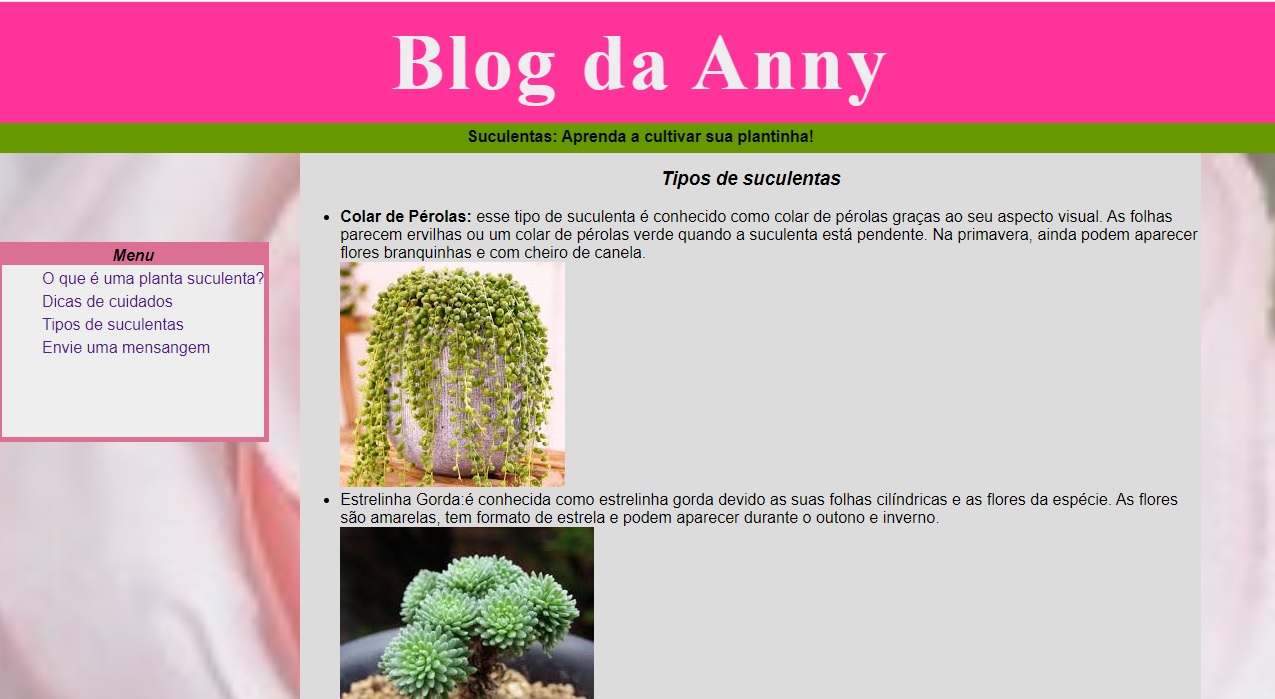 Blog da Anny
Suculentas: Aprenda a cultivar sua plantinha!
Menu
O que é uma planta suculenta?
Dicas de cuidados
Tipos de suculentas
Envie uma mensangem
Tipos de suculentas
Colar de Pérolas: esse tipo de suculenta é conhecido como colar de pérolas graças ao seu aspecto visual. As folhas
parecem ervilhas ou um colar de pérolas verde quando a suculenta está pendente. Na primavera, ainda podem aparecer
flores branquinhas e com cheiro de canela.
Estrelinha Gorda:é conhecida como estrelinha gorda devido as suas folhas cilíndricas e as flores da espécie. As flores
são amarelas, tem formato de estrela e podem aparecer durante o outono e inverno.